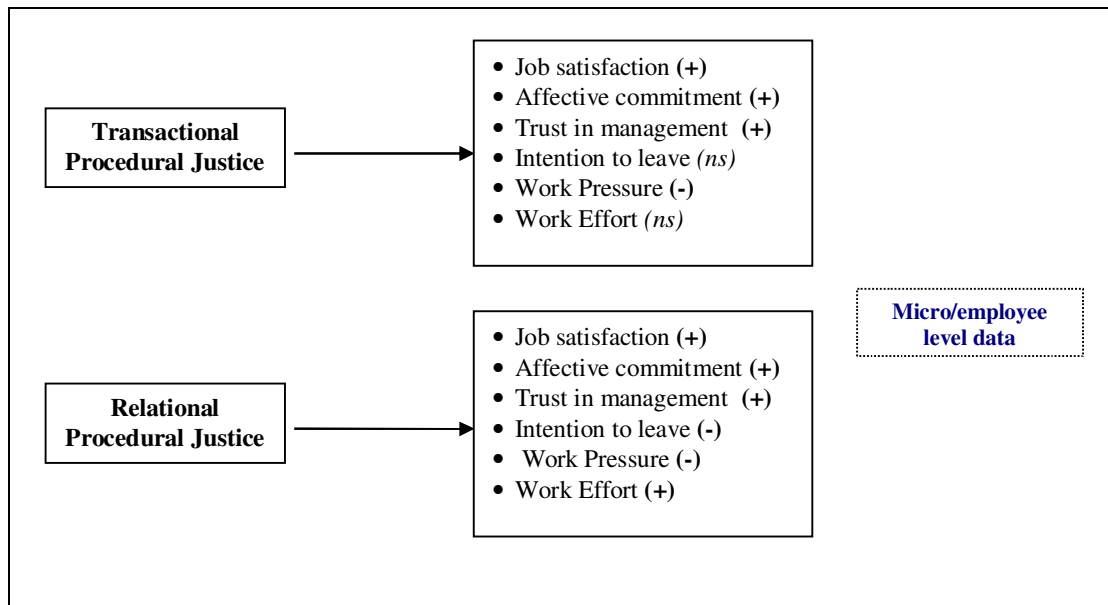 Transactional
Procedural Justice
• Job satisfaction (+)
• Affective commitment (+)
• Trust in management (+)
• Intention to leave (ns)
• Work Pressure (-)
• Work Effort (ns)
Micro/employee
level data
Relational
Procedural Justice
• Job satisfaction (+)
• Affective commitment (+)
• Trust in management (+)
• Intention to leave (-)
• Work Pressure (-)
• Work Effort (+)